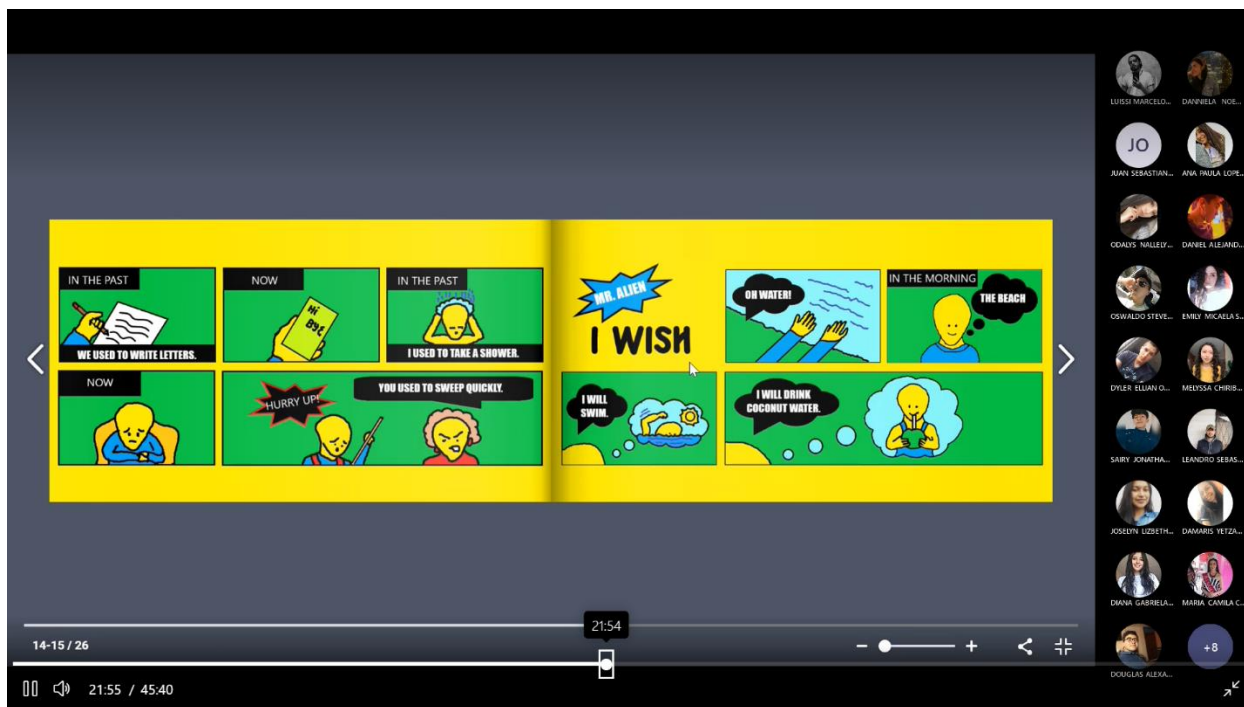 IN THE PAST
WE USED TO WRITE LETTERS.
NOW
Hi
BYE
IN THE PAST
I USED TO TAKE A SHOWER.
NOW
HURRY UP!
YOU USED TO SWEEP QUICKLY.
MR. ALIEN
I WISH
OH WATER!
IN THE MORNING
THE BEACH
I WILL
SWIM.
I WILL DRINK
COCONUT WATER.
LUISSI MARCELO...
DANNIELA NOE...
JO
JUAN SEBASTIAN...
ANA PAULA LOPE...
ODALYS NALLELY...
DANIEL ALEJAND...
OSWALDO STEVE...
EMILY MICAELA S...
DYLER ELIAN O...
MELYSSA CHIRIB...
SAIRY JONATHA...
LEANDRO SEBAS...
JOSELYN LIZBETH...
DAMARIS YETZA...
DIANA GABRIELA...
MARIA CAMILA C...
DOUGLAS ALEXA...
+8
21:54
14-15 / 26
21:55 / 45:40